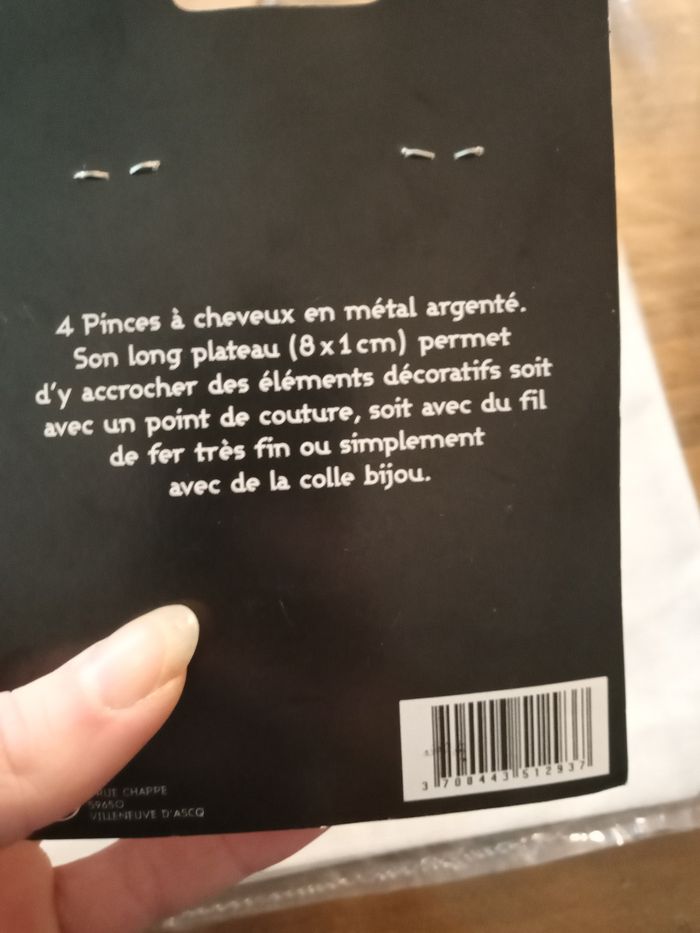 4 Pinces à cheveux en métal argenté.
Son long plateau (8 x 1 cm) permet
d'y accrocher des éléments décoratifs soit
avec un point de couture, soit avec du fil
de fer très fin ou simplement
avec de la colle bijou.
3 788443 512937
RUE CHAPPE
59650
VILLENEUVE D'ASCQ